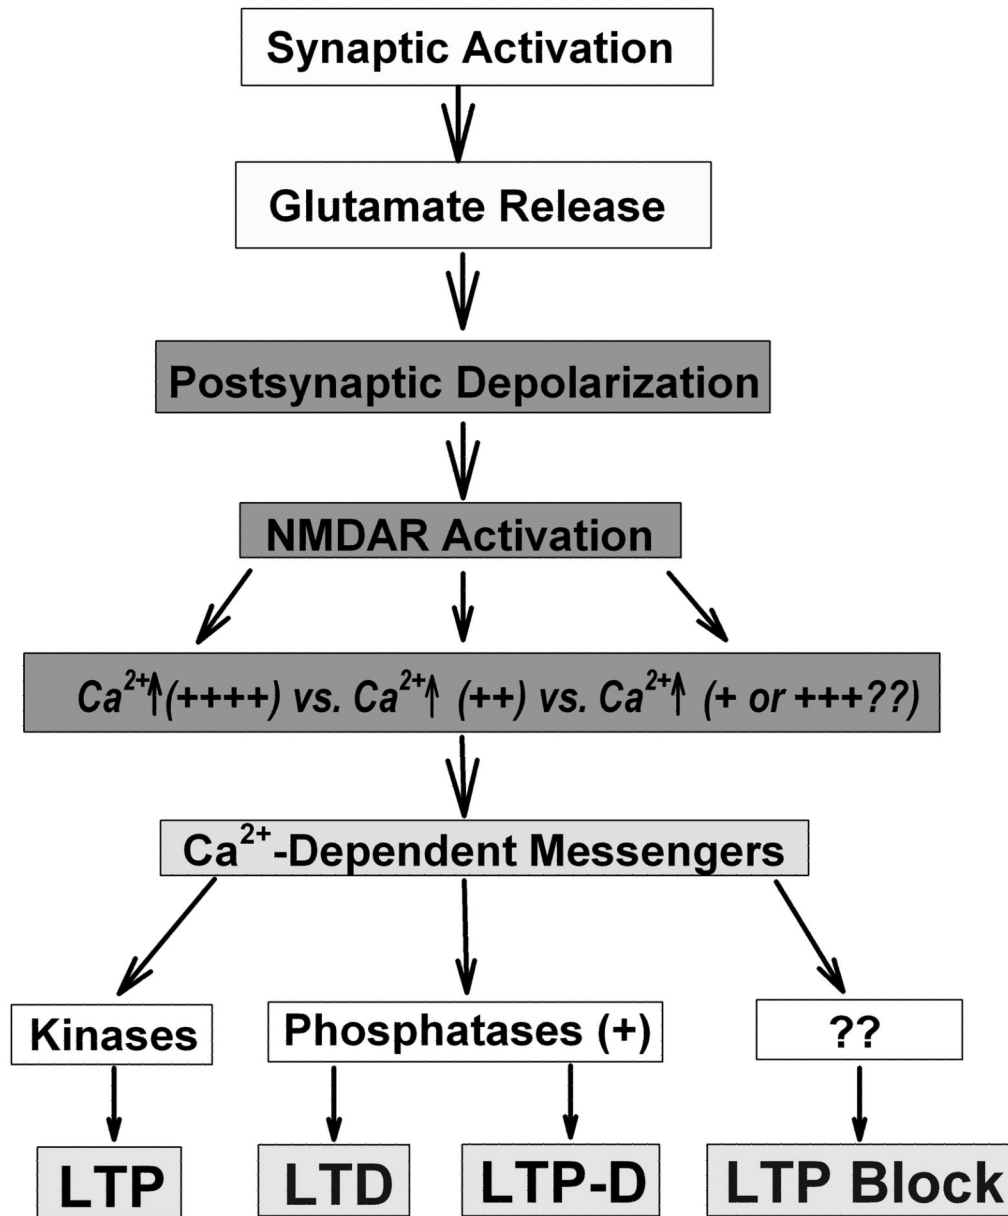 Synaptic Activation
Glutamate Release
Postsynaptic Depolarization
NMDAR Activation
Ca²⁺↑(++++) vs. Ca²⁺↑ (++) vs. Ca²⁺↑ (+ or +++??)
Ca²⁺-Dependent Messengers
Kinases
Phosphatases (+)
??
LTP
LTD
LTP-D
LTP Block